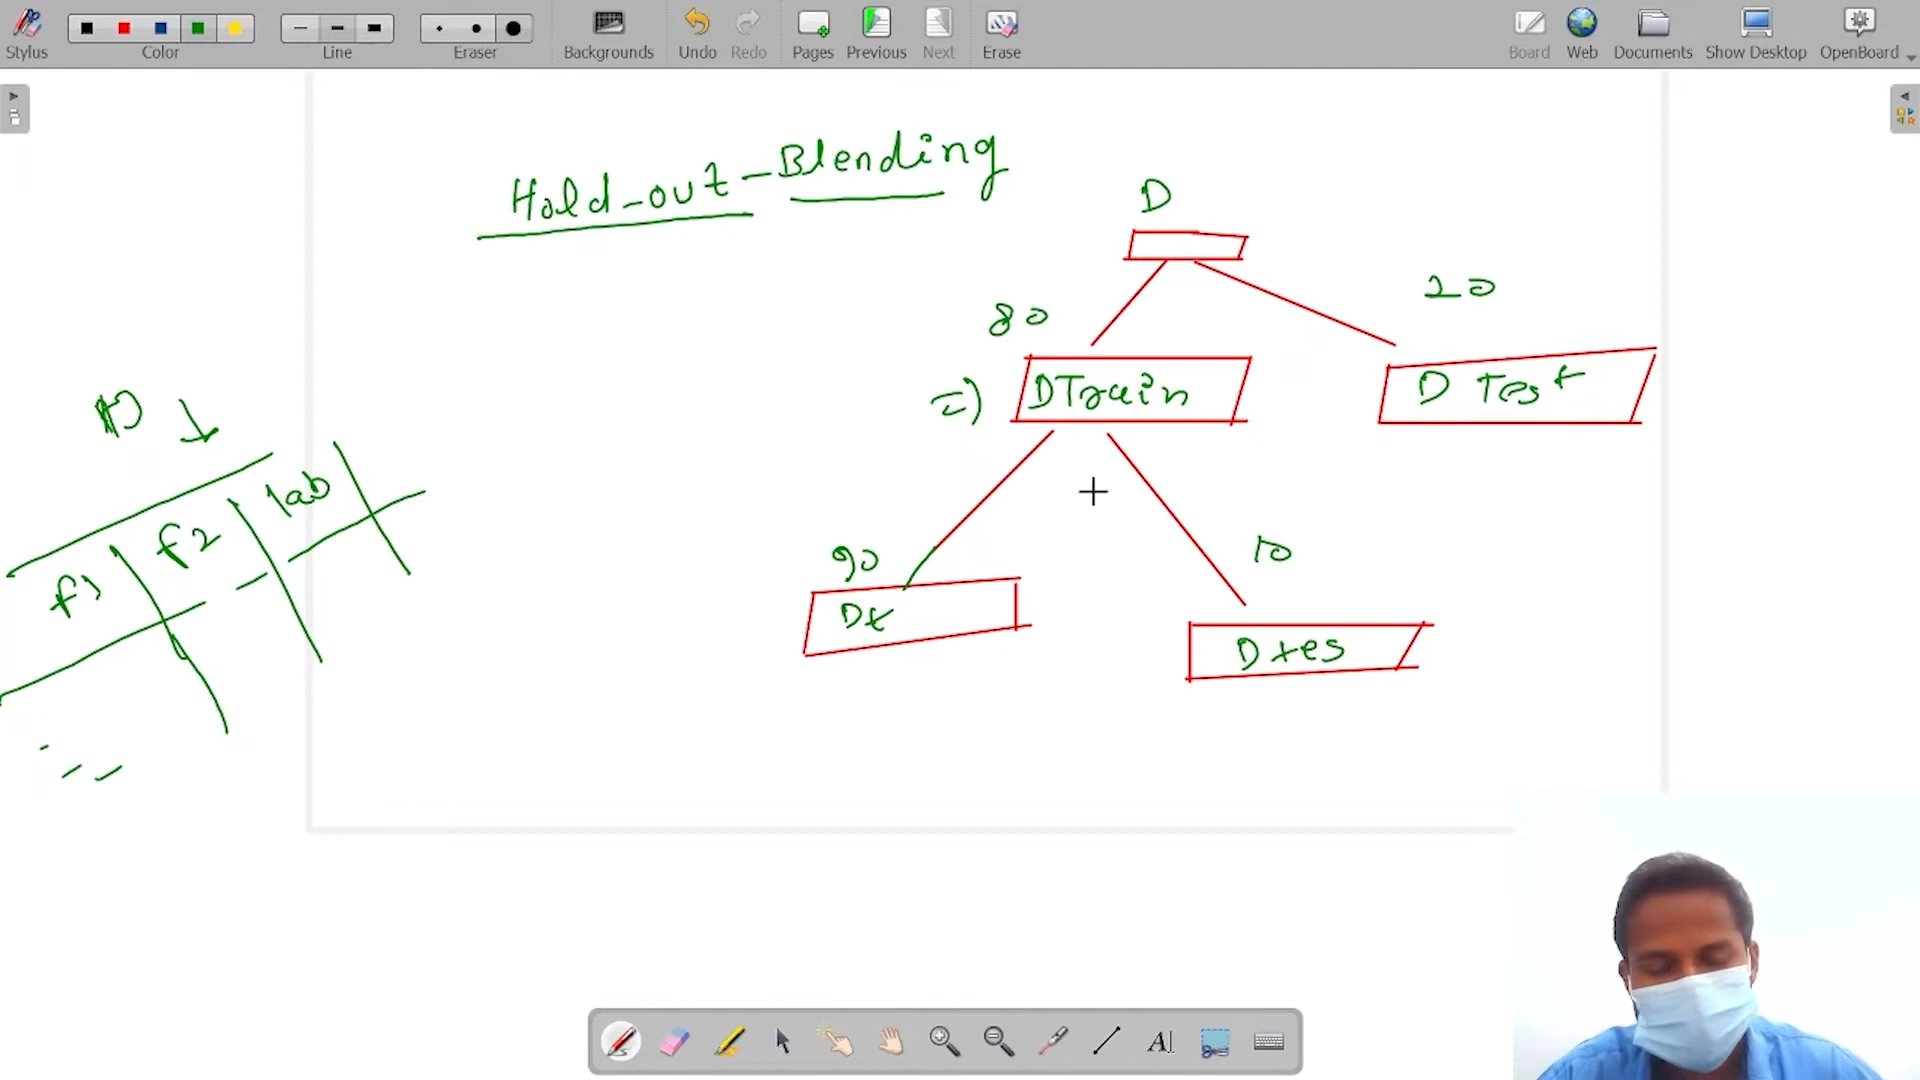 Stylus
Color
Line
Eraser
Backgrounds
Undo
Redo
Pages
Previous
Next
Erase
Board
Web
Documents
Show Desktop
OpenBoard
Hold-out-Blending
D
80
20
DTrain
D Test
D
f1
f2
lab
90
10
Dt
Dtes
A